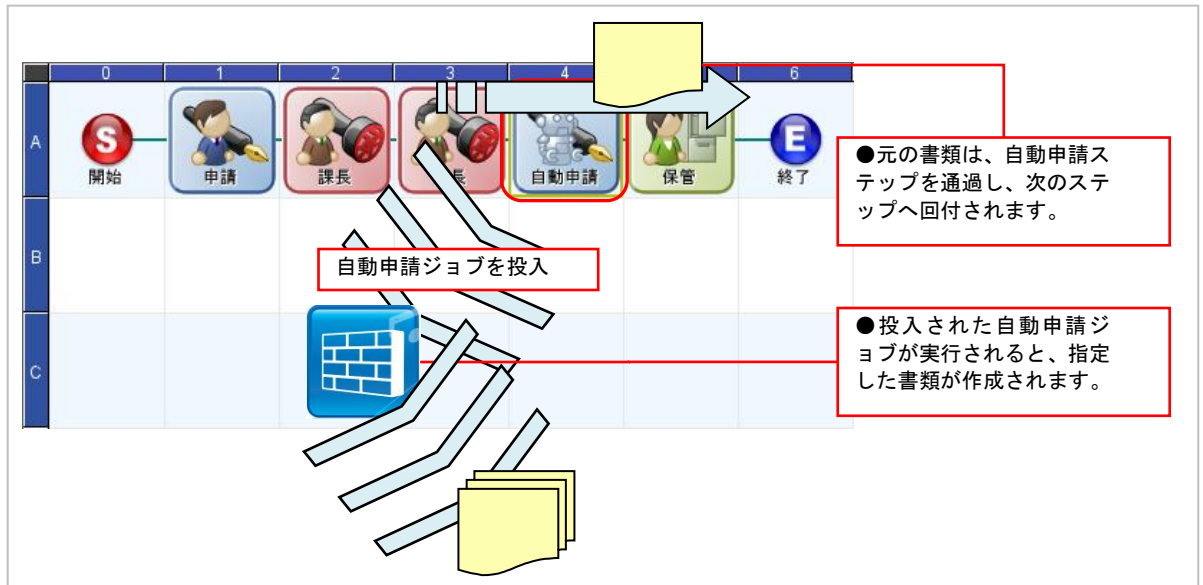 0 1 2 3 4 6
A
S
E
開始 申請 課長 長 自動申請 保管 終了
●元の書類は、自動申請ス
テップを通過し、次のステ
ップへ回付されます。
B
自動申請ジョブを投入
C
●投入された自動申請ジ
ョブが実行されると、指定
した書類が作成されます。